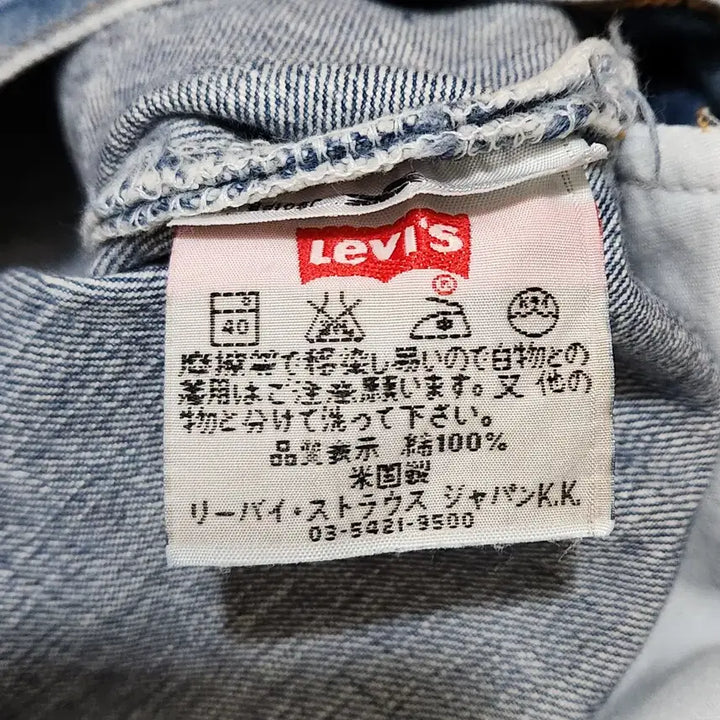 Levi's
®
40
摩擦等で移染し易いので白物との
着用はご注意願います。又 他の
物と分けて洗って下さい。
品質表示 綿100%
米国製
リーバイ・ストラウス ジャパンK.K.
03-5421-9500